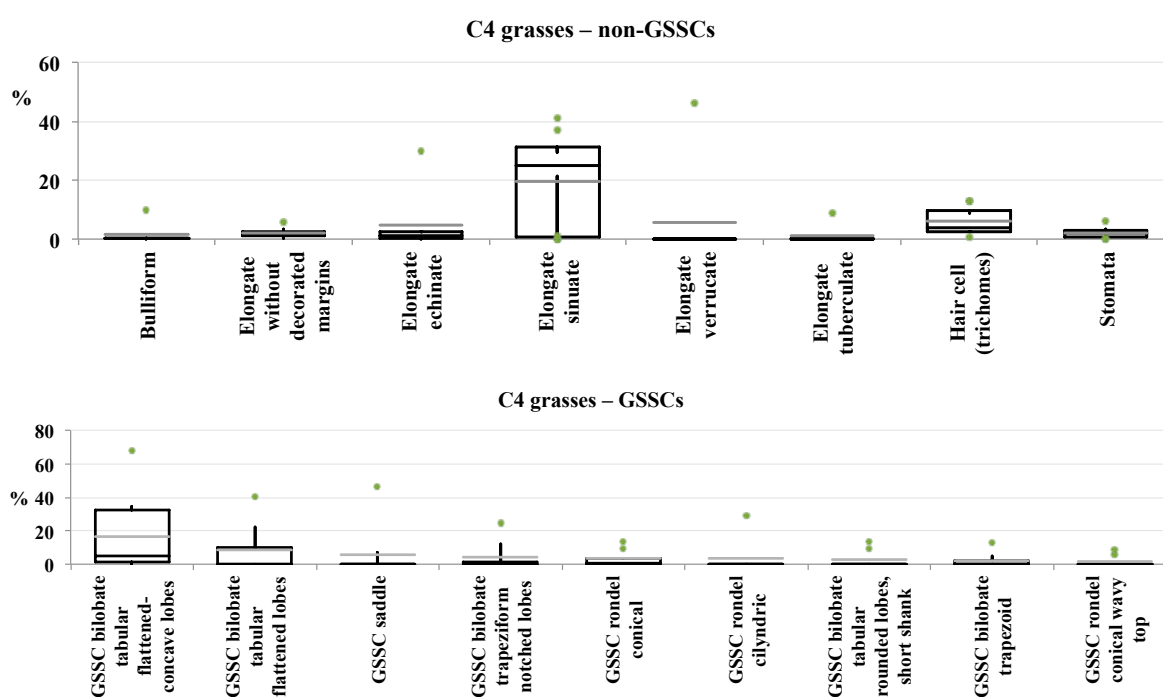 C4 grasses – non-GSSCs
60
%
40
20
0
Bulliform
Elongate
without
decorated
margins
Elongate
echinate
Elongate
sinuate
Elongate
verrucate
Elongate
tuberculate
Hair cell
(trichomes)
Stomata
C4 grasses – GSSCs
80
60
% 40
20
0
GSSC bilobate
tabular
flattened-
concave lobes
GSSC bilobate
tabular
flattened lobes
GSSC saddle
GSSC bilobate
trapeziform
notched lobes
GSSC rondel
conical
GSSC rondel
cilyndric
GSSC bilobate
tabular
rounded lobes,
short shank
GSSC bilobate
trapezoid
GSSC rondel
conical wavy
top